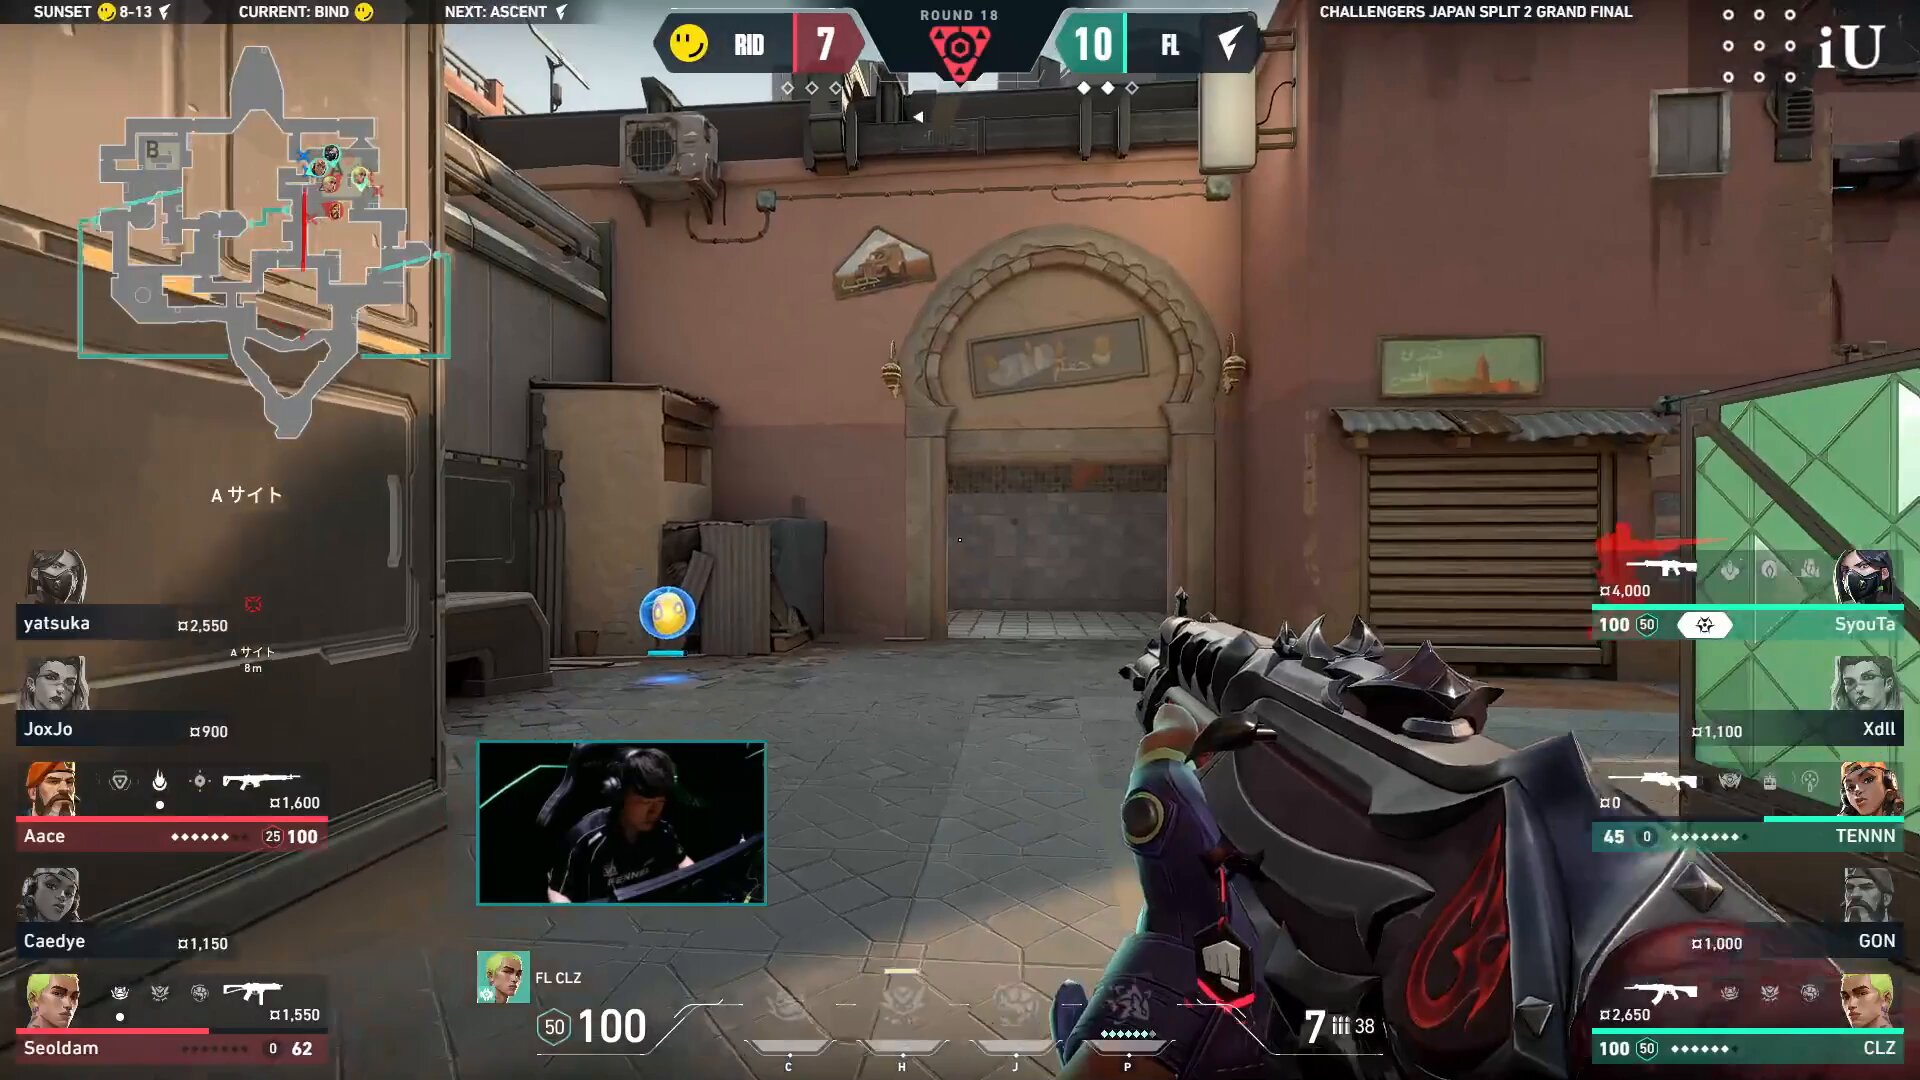 SUNSET 8-13
CURRENT: BIND
NEXT: ASCENT
RID 7
ROUND 18
10 FL
CHALLENGERS JAPAN SPLIT 2 GRAND FINAL
iU
B
A サイト
A サイト
8m
yatsuka ¤2,550
JoxJo ¤900
¤1,600
Aace 25 100
Caedye ¤1,150
¤1,550
Seoldam 0 62
FL CLZ
50 100
C H J P
7 38
¤4,000
100 50 SyouTa
¤1,100 Xdll
¤0
45 0 TENNN
¤1,000 GON
¤2,650
100 50 CLZ